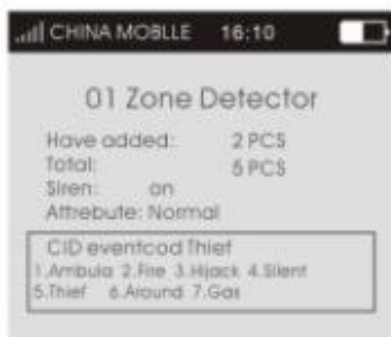 CHINA MOBLLE 16:10
01 Zone Detector
Have added: 2 PCS
Total: 5 PCS
Siren: on
Attrebute: Normal
CID eventcod Thief
1.Ambula 2.Fire 3.Hijack 4.Silent
5.Thief 6.Around 7.Gas